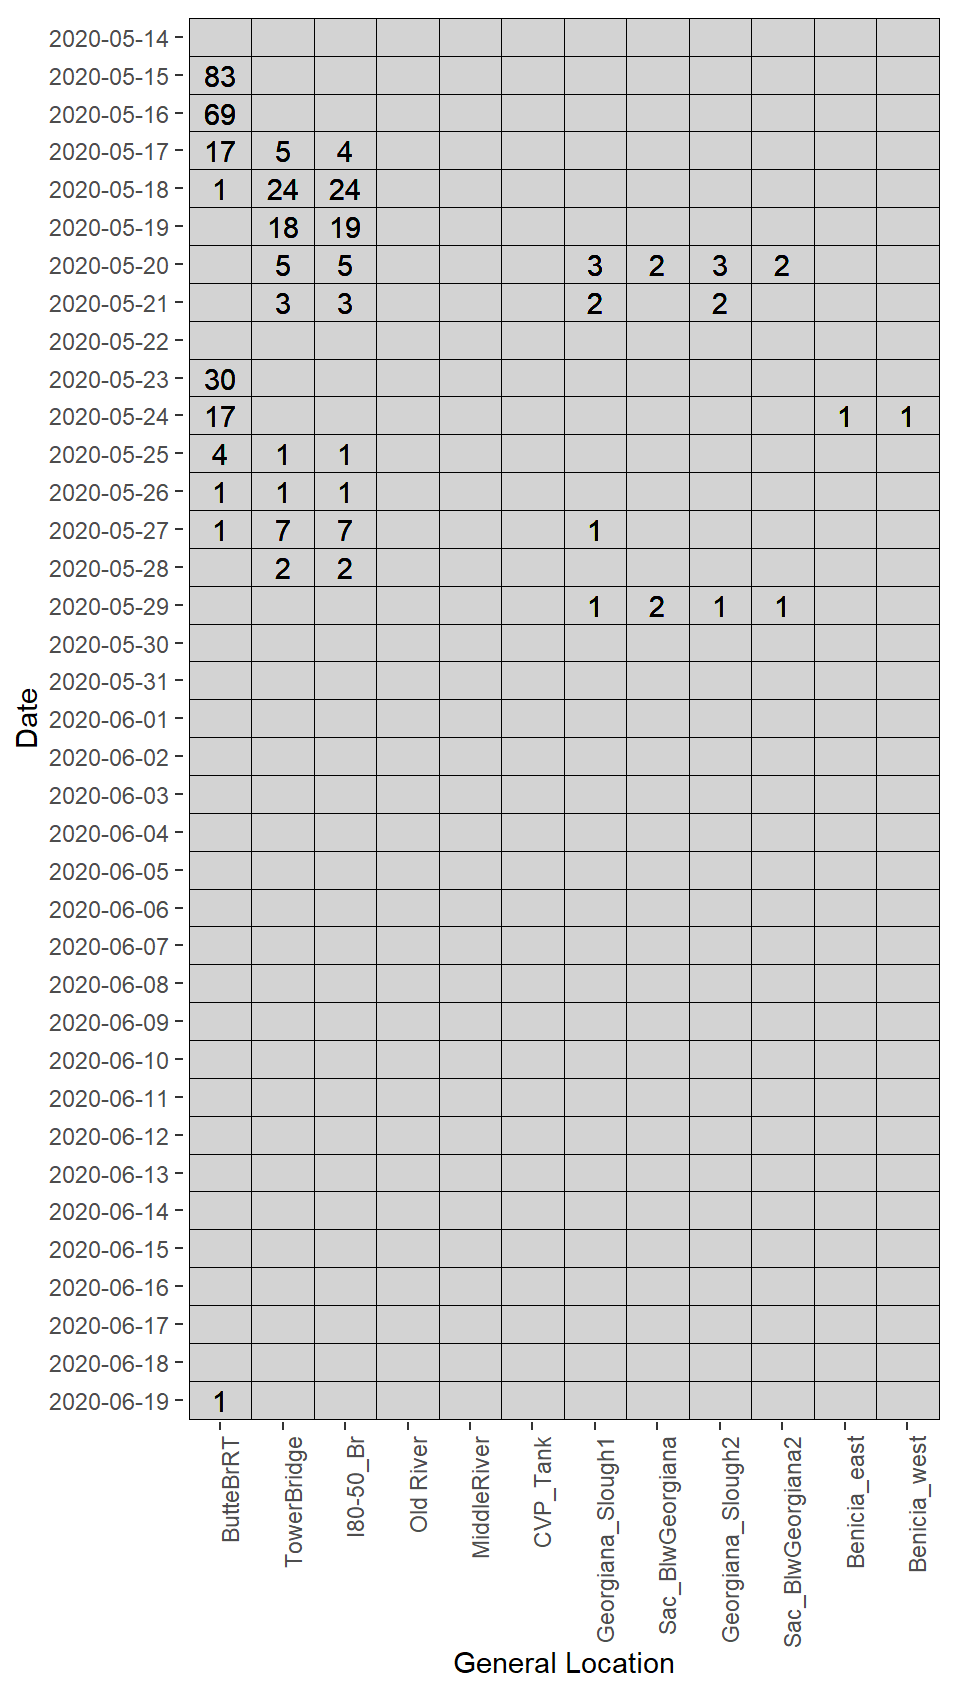 2020-05-14
2020-05-15 83
2020-05-16 69
2020-05-17 17 5 4
2020-05-18 1 24 24
2020-05-19 18 19
2020-05-20 5 5 3 2 3 2
2020-05-21 3 3 2 2
2020-05-22
2020-05-23 30
2020-05-24 17 1 1
2020-05-25 4 1 1
2020-05-26 1 1 1
2020-05-27 1 7 7 1
2020-05-28 2 2
2020-05-29 1 2 1 1
2020-05-30
2020-05-31
2020-06-01
2020-06-02
2020-06-03
2020-06-04
2020-06-05
2020-06-06
2020-06-07
2020-06-08
2020-06-09
2020-06-10
2020-06-11
2020-06-12
2020-06-13
2020-06-14
2020-06-15
2020-06-16
2020-06-17
2020-06-18
2020-06-19 1
Date
ButteBrRT
TowerBridge
I80-50_Br
Old River
MiddleRiver
CVP_Tank
Georgiana_Slough1
Sac_BlwGeorgiana
Georgiana_Slough2
Sac_BlwGeorgiana2
Benicia_east
Benicia_west
General Location